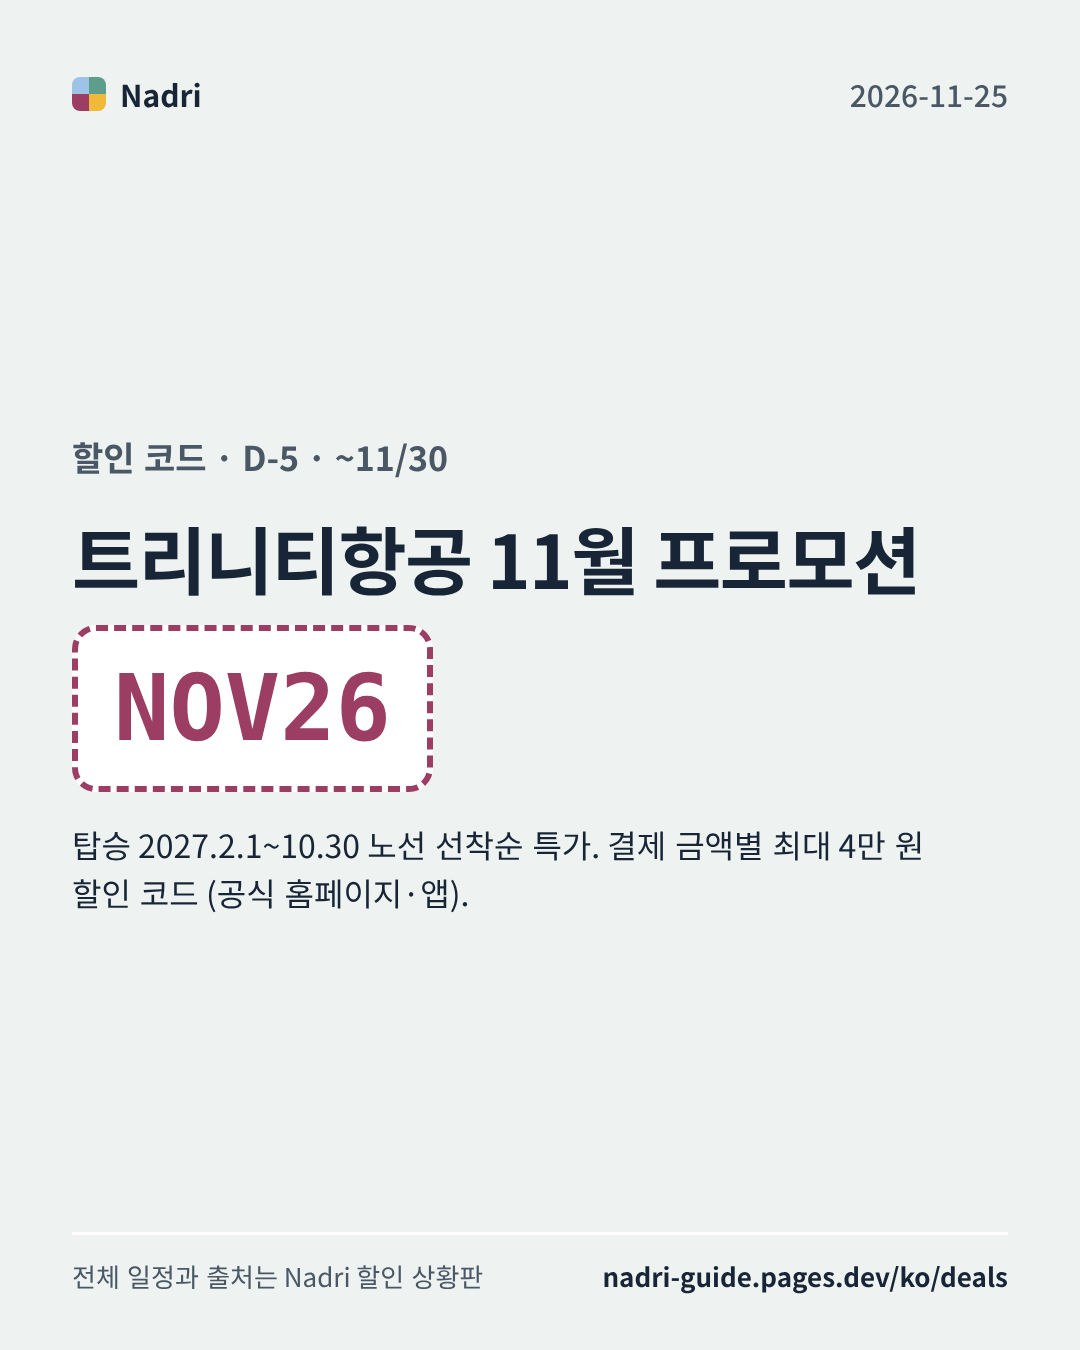 Nadri
2026-11-25
할인 코드 · D-5 · ~11/30
트리니티항공 11월 프로모션
NOV26
탑승 2027.2.1~10.30 노선 선착순 특가. 결제 금액별 최대 4만 원
할인 코드 (공식 홈페이지·앱).
전체 일정과 출처는 Nadri 할인 상황판
nadri-guide.pages.dev/ko/deals